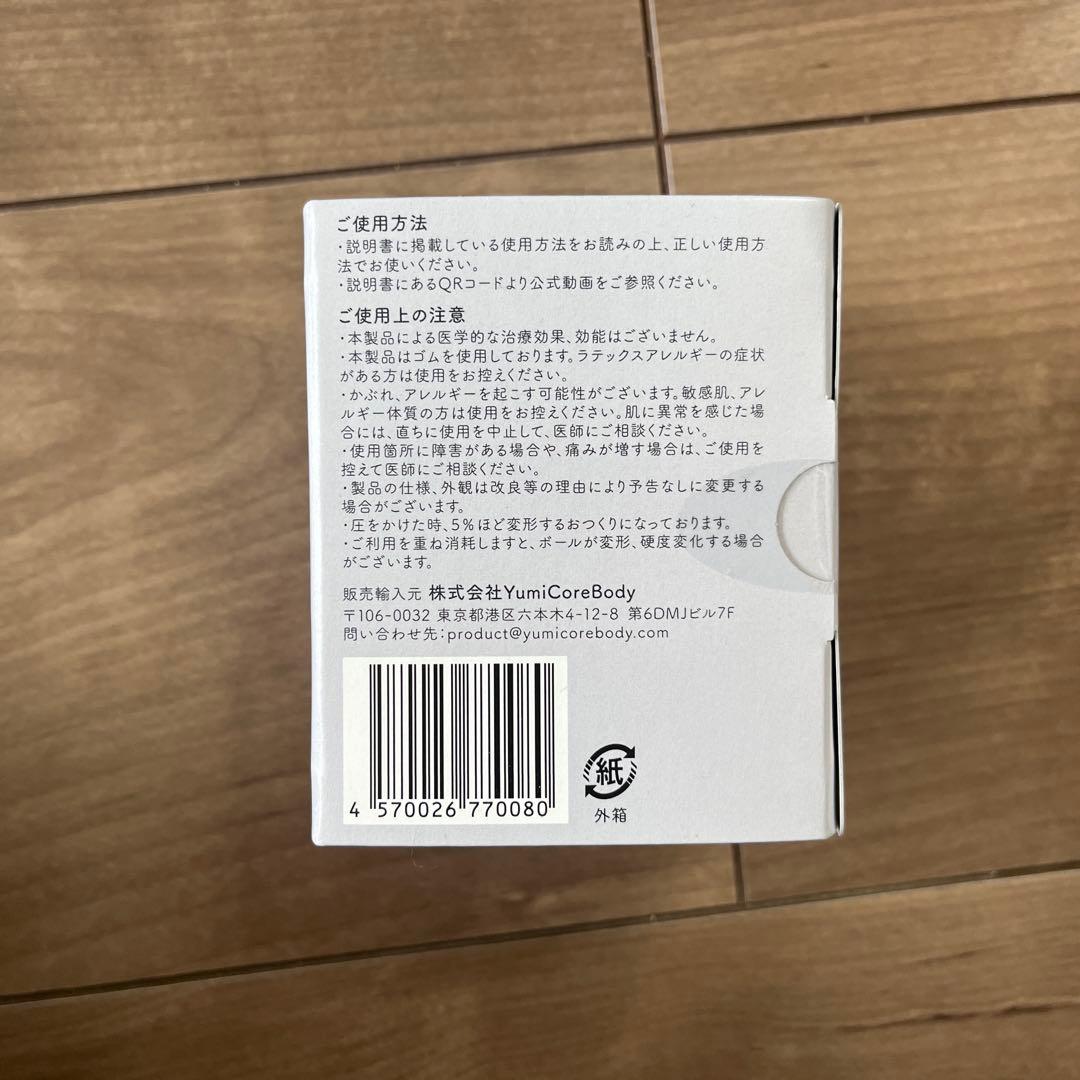 ご使用方法
・説明書に掲載している使用方法をお読みの上、正しい使用方
法でお使いください。
・説明書にあるQRコードより公式動画をご参照ください。
ご使用上の注意
・本製品による医学的な治療効果、効能はございません。
・本製品はゴムを使用しております。ラテックスアレルギーの症状
がある方は使用をお控えください。
・かぶれ、アレルギーを起こす可能性がございます。敏感肌、アレ
ルギー体質の方は使用をお控えください。肌に異常を感じた場
合には、直ちに使用を中止して、医師にご相談ください。
・使用箇所に障害がある場合や、痛みが増す場合は、ご使用を
控えて医師にご相談ください。
・製品の仕様、外観は改良等の理由により予告なしに変更する
場合がございます。
・圧をかけた時、5%ほど変形するおつくりになっております。
・ご利用を重ね消耗しますと、ボールが変形、硬度変化する場合
がございます。
販売輸入元 株式会社YumiCoreBody
〒106-0032 東京都港区六本木4-12-8 第6DMJビル7F
問い合わせ先:product@yumicorebody.com
4 570026 770080
紙
外箱